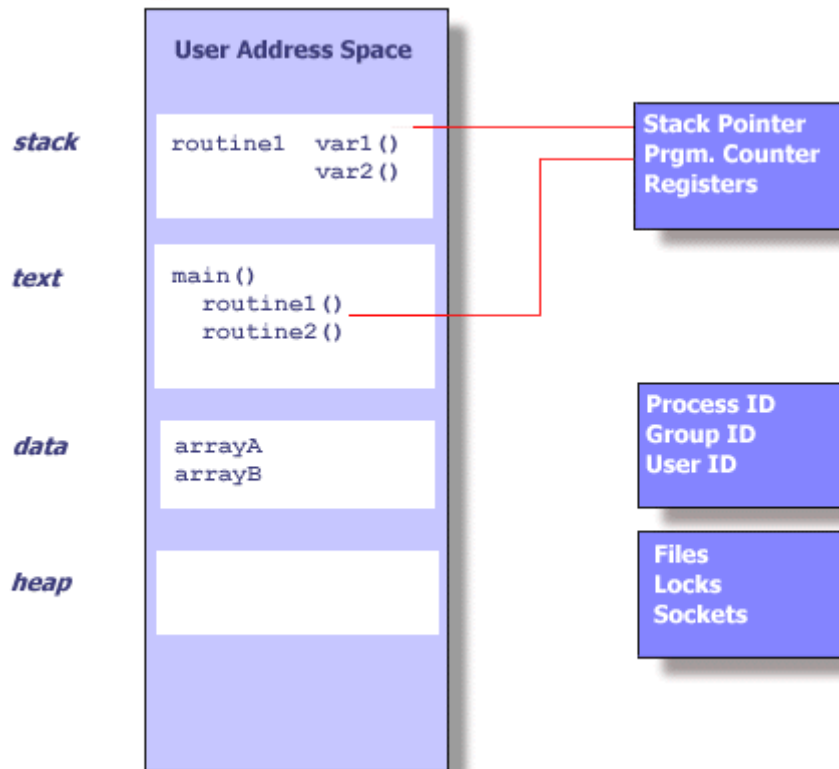 User Address Space
stack
routine1 var1()
var2()
Stack Pointer
Prgm. Counter
Registers
text
main()
routine1()
routine2()
data
arrayA
arrayB
Process ID
Group ID
User ID
heap
Files
Locks
Sockets